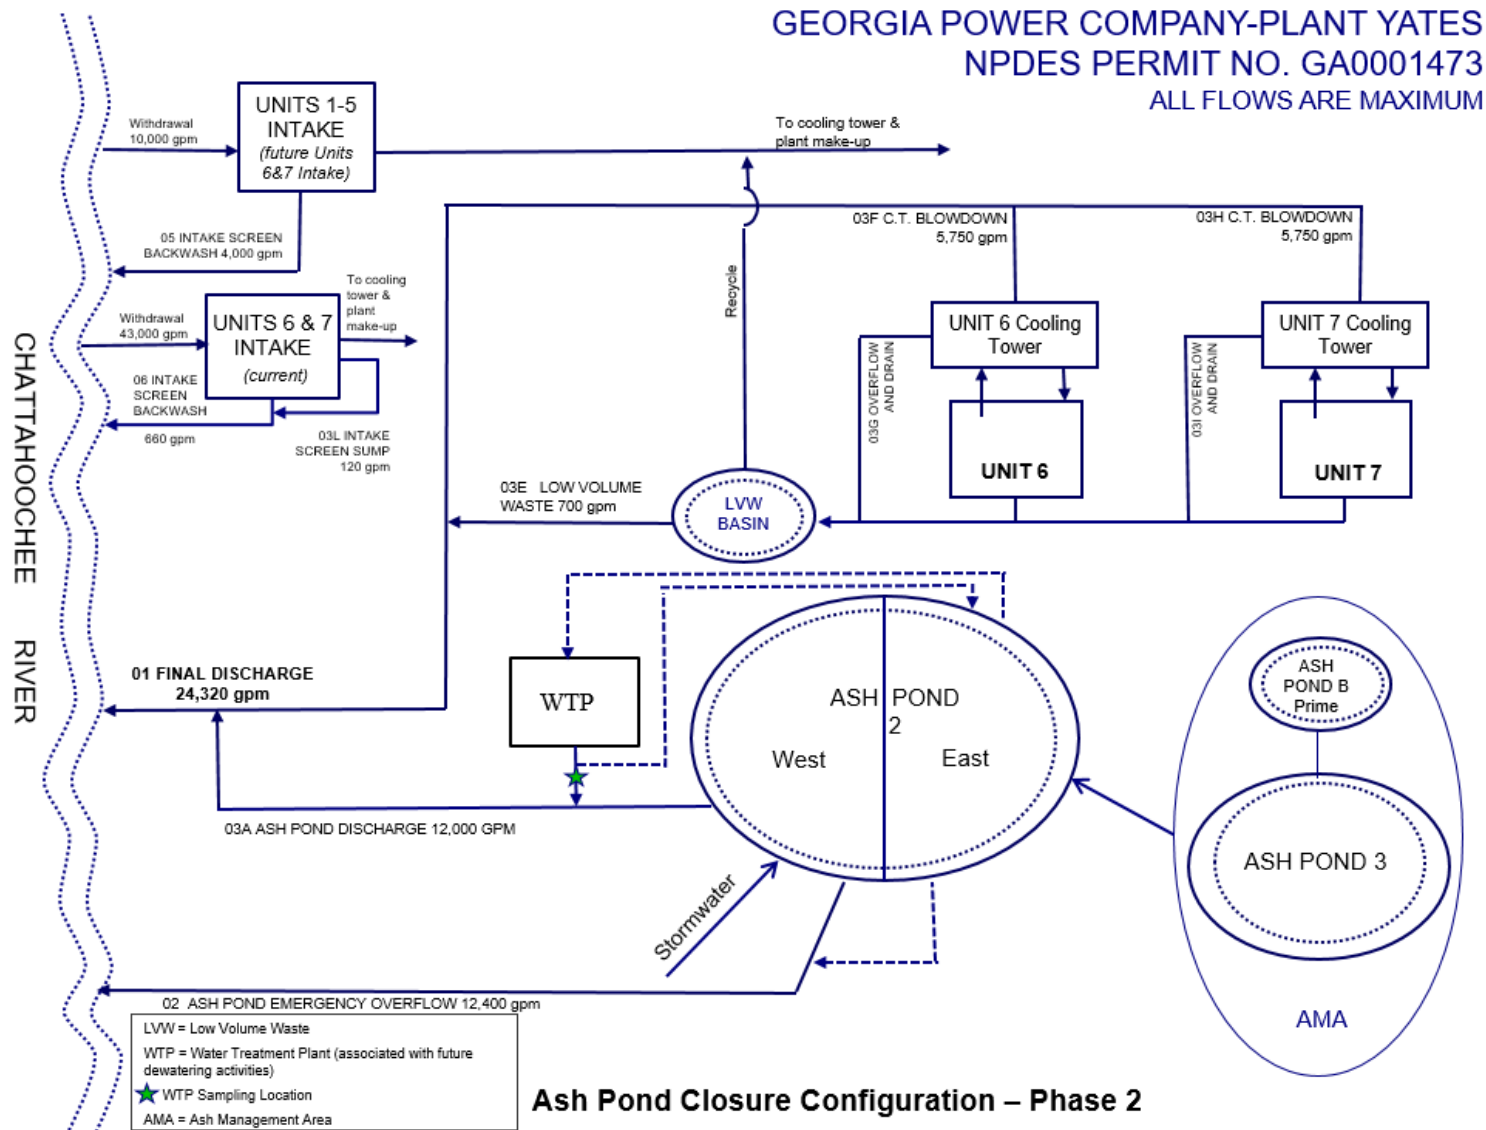 GEORGIA POWER COMPANY-PLANT YATES
NPDES PERMIT NO. GA0001473
ALL FLOWS ARE MAXIMUM
Withdrawal
10,000 gpm
UNITS 1-5
INTAKE
(future Units
6&7 Intake)
To cooling tower &
plant make-up
05 INTAKE SCREEN
BACKWASH 4,000 gpm
03F C.T. BLOWDOWN
5,750 gpm
03H C.T. BLOWDOWN
5,750 gpm
Withdrawal
43,000 gpm
UNITS 6 & 7
INTAKE
(current)
To cooling
tower &
plant
make-up
06 INTAKE
SCREEN
BACKWASH
660 gpm
03L INTAKE
SCREEN SUMP
120 gpm
Recycle
UNIT 6 Cooling
Tower
UNIT 7 Cooling
Tower
03G OVERFLOW
AND DRAIN
03I OVERFLOW
AND DRAIN
UNIT 6
UNIT 7
03E LOW VOLUME
WASTE 700 gpm
LVW
BASIN
CHATTAHOOCHEE RIVER
01 FINAL DISCHARGE
24,320 gpm
WTP
ASH POND
2
West
East
ASH
POND B
Prime
ASH POND 3
AMA
03A ASH POND DISCHARGE 12,000 GPM
Stormwater
02 ASH POND EMERGENCY OVERFLOW 12,400 gpm
LVW = Low Volume Waste
WTP = Water Treatment Plant (associated with future
dewatering activities)
WTP Sampling Location
AMA = Ash Management Area
Ash Pond Closure Configuration – Phase 2